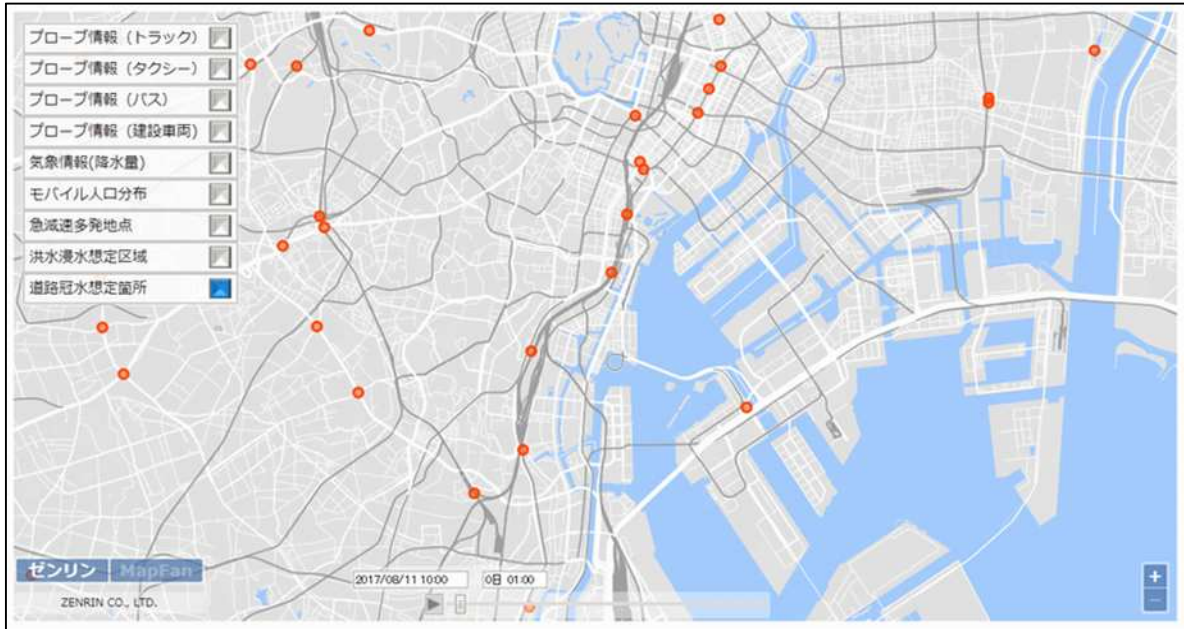 プローブ情報（トラック）
プローブ情報（タクシー）
プローブ情報（バス）
プローブ情報（建設車両)
気象情報(降水量)
モバイル人口分布
急減速多発地点
洪水浸水想定区域
道路冠水想定箇所
ゼンリン MapFan
ZENRIN CO., LTD.
2017/08/11 10:00 0日 01:00
+
−